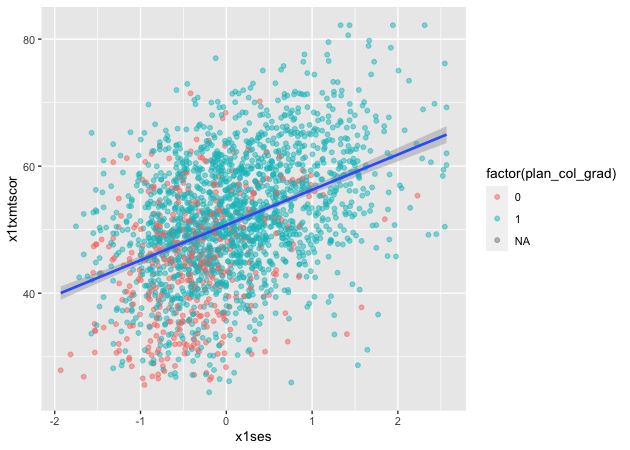 80
60
40
-2
-1
0
1
2
x1ses
x1txmtscor
factor(plan_col_grad)
0
1
NA